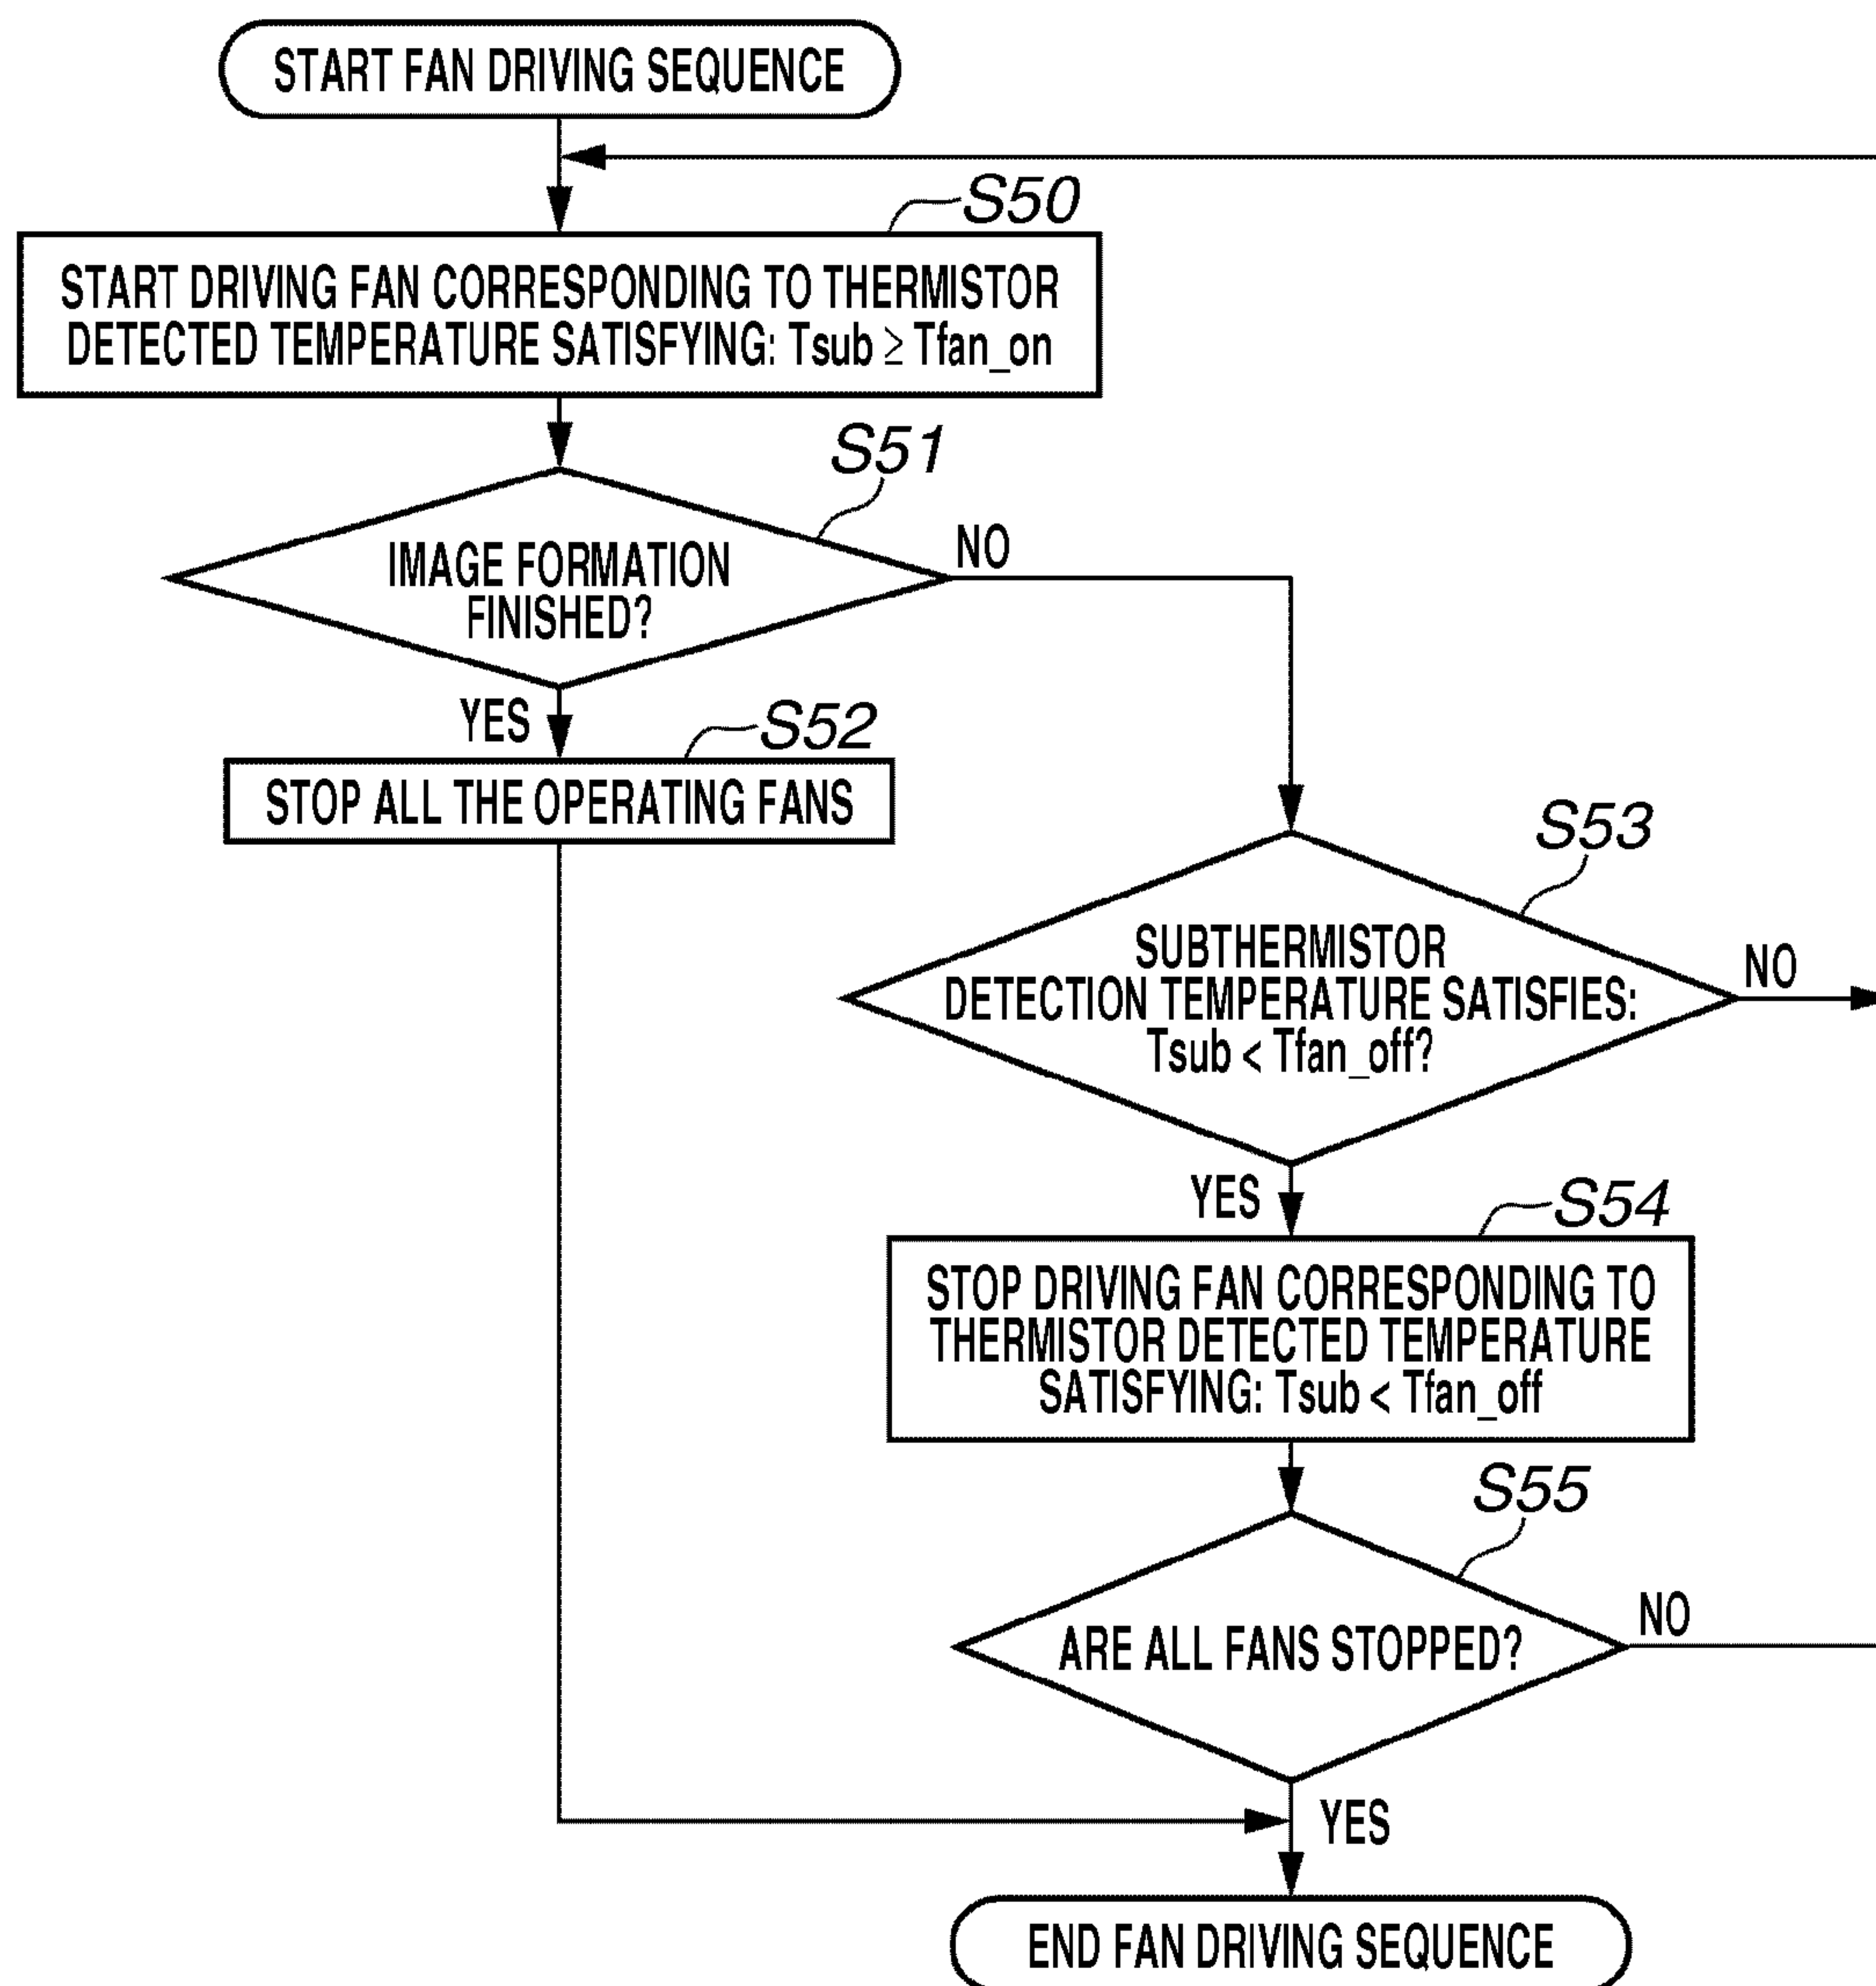 START FAN DRIVING SEQUENCE
S50
START DRIVING FAN CORRESPONDING TO THERMISTOR
DETECTED TEMPERATURE SATISFYING: Tsub ≥ Tfan_on
S51
IMAGE FORMATION
FINISHED?
NO
YES
S52
STOP ALL THE OPERATING FANS
S53
SUBTHERMISTOR
DETECTION TEMPERATURE SATISFIES:
Tsub < Tfan_off?
NO
YES
S54
STOP DRIVING FAN CORRESPONDING TO
THERMISTOR DETECTED TEMPERATURE
SATISFYING: Tsub < Tfan_off
S55
ARE ALL FANS STOPPED?
NO
YES
END FAN DRIVING SEQUENCE